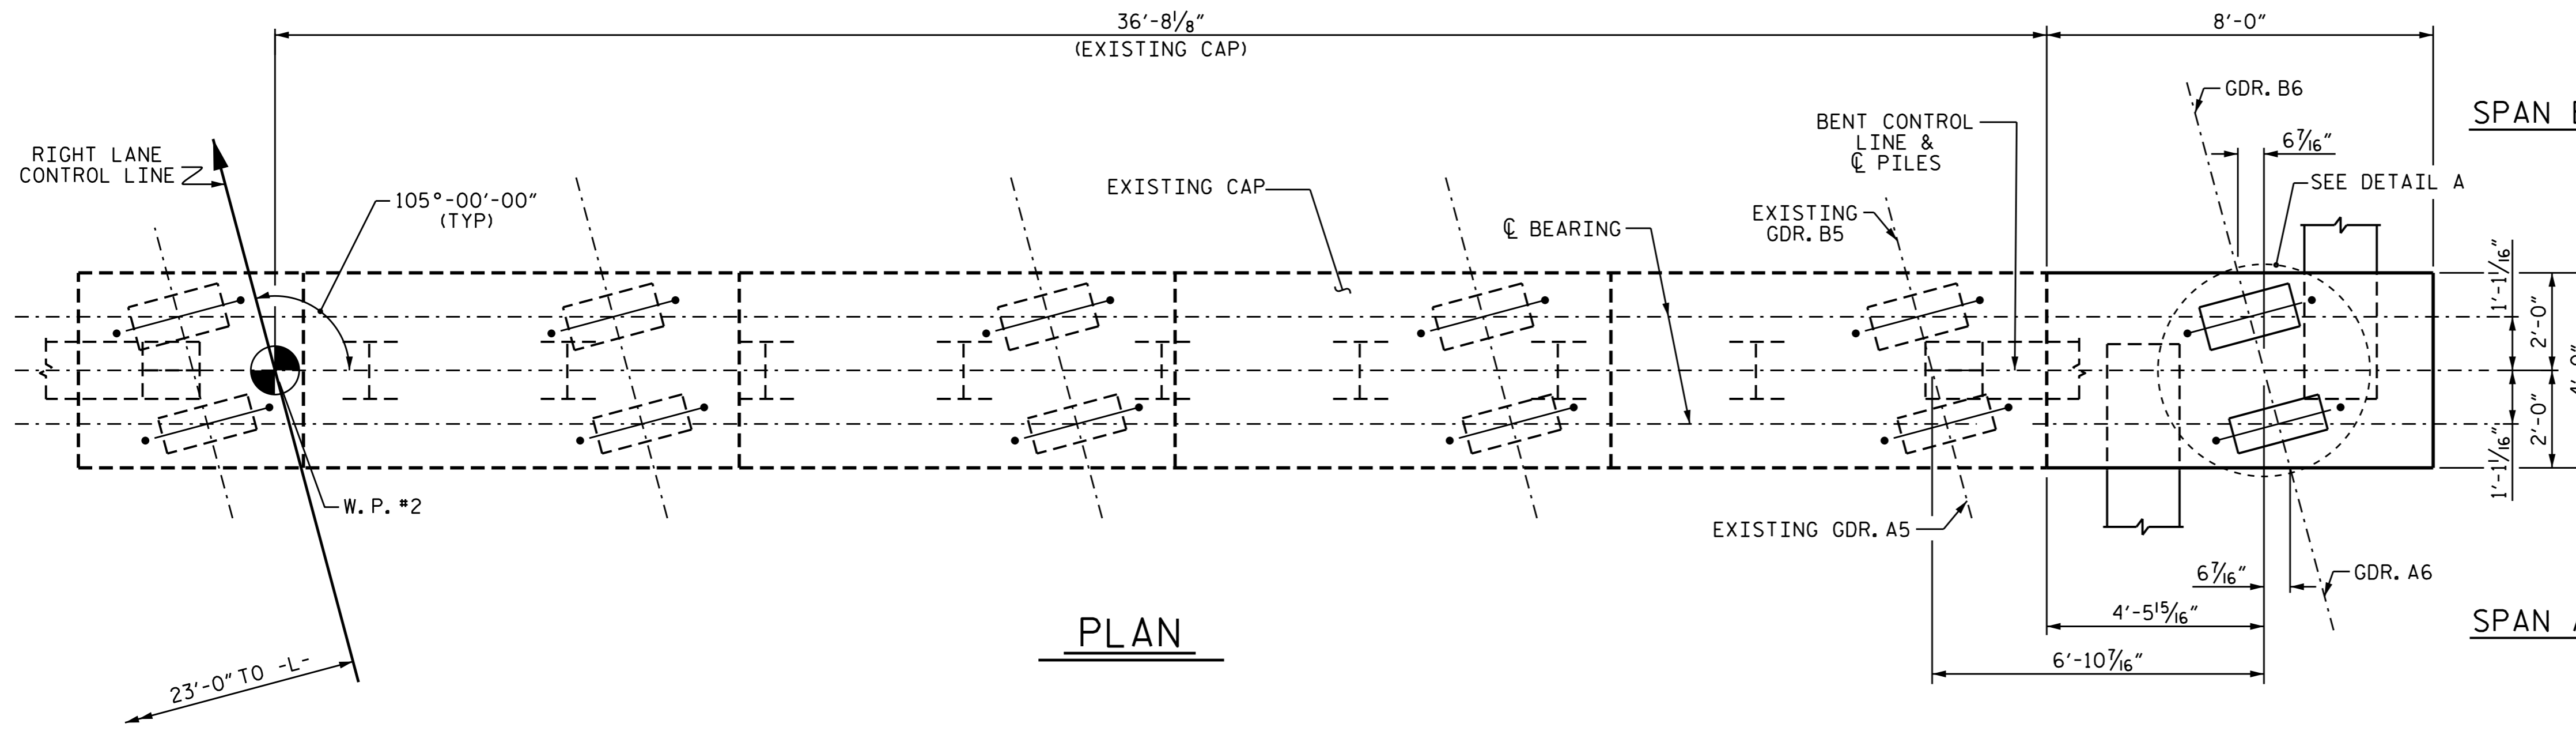 36'-8 1/8"
(EXISTING CAP)
8'-0"
GDR. B6
SPAN
6 7/16"
BENT CONTROL
LINE &
℄ PILES
RIGHT LANE
CONTROL LINE
105°-00'-00"
(TYP)
EXISTING CAP
SEE DETAIL A
EXISTING
GDR. B5
℄ BEARING
1'-1 1/16"
2'-0"
4'-0"
1'-1 1/16"
2'-0"
W. P. #2
EXISTING GDR. A5
6 7/16"
GDR. A6
4'-5 15/16"
PLAN
SPAN
23'-0" TO -L-
6'-10 7/16"